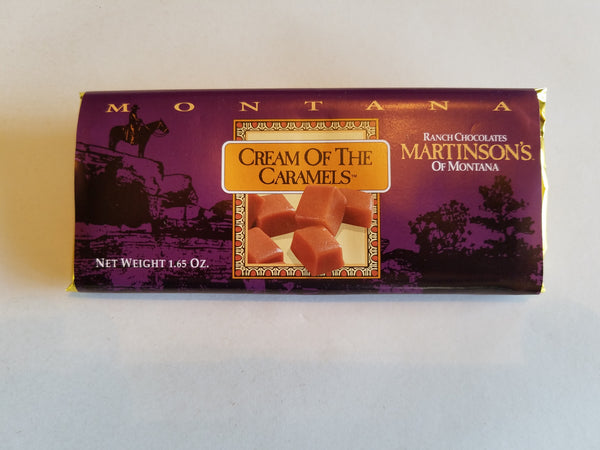 MONTANA
CREAM OF THE
CARAMELS™
RANCH CHOCOLATES
MARTINSON'S
OF MONTANA
NET WEIGHT 1.65 OZ.